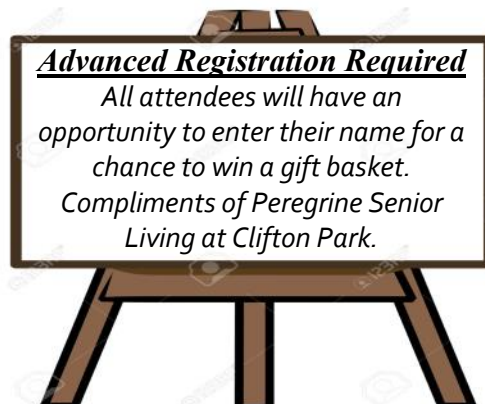 Advanced Registration Required
All attendees will have an
opportunity to enter their name for a
chance to win a gift basket.
Compliments of Peregrine Senior
Living at Clifton Park.